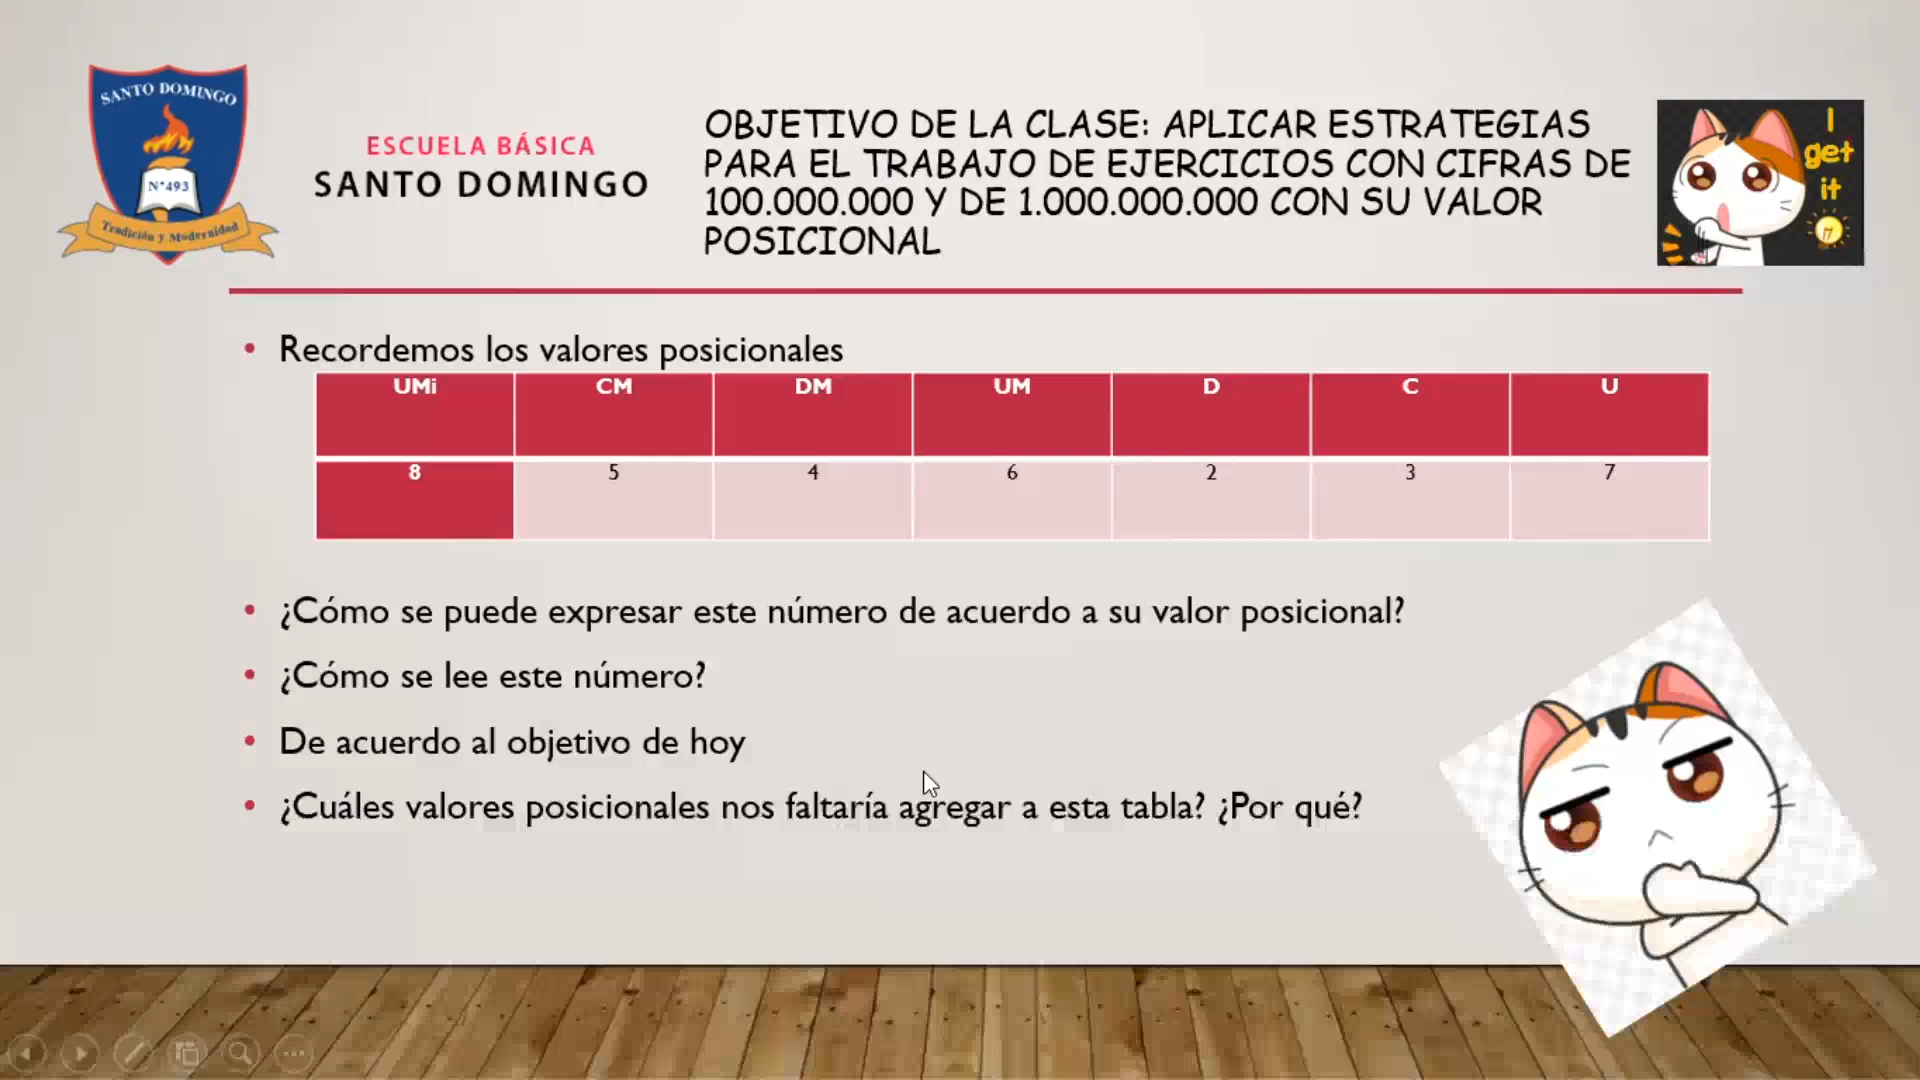 SANTO DOMINGO
N°493
Tradición y Modernidad
ESCUELA BÁSICA
SANTO DOMINGO
OBJETIVO DE LA CLASE: APLICAR ESTRATEGIAS
PARA EL TRABAJO DE EJERCICIOS CON CIFRAS DE
100.000.000 Y DE 1.000.000.000 CON SU VALOR
POSICIONAL
I
get
it
• Recordemos los valores posicionales
UMi CM DM UM D C U
8 5 4 6 2 3 7
• ¿Cómo se puede expresar este número de acuerdo a su valor posicional?
• ¿Cómo se lee este número?
• De acuerdo al objetivo de hoy
• ¿Cuáles valores posicionales nos faltaría agregar a esta tabla? ¿Por qué?